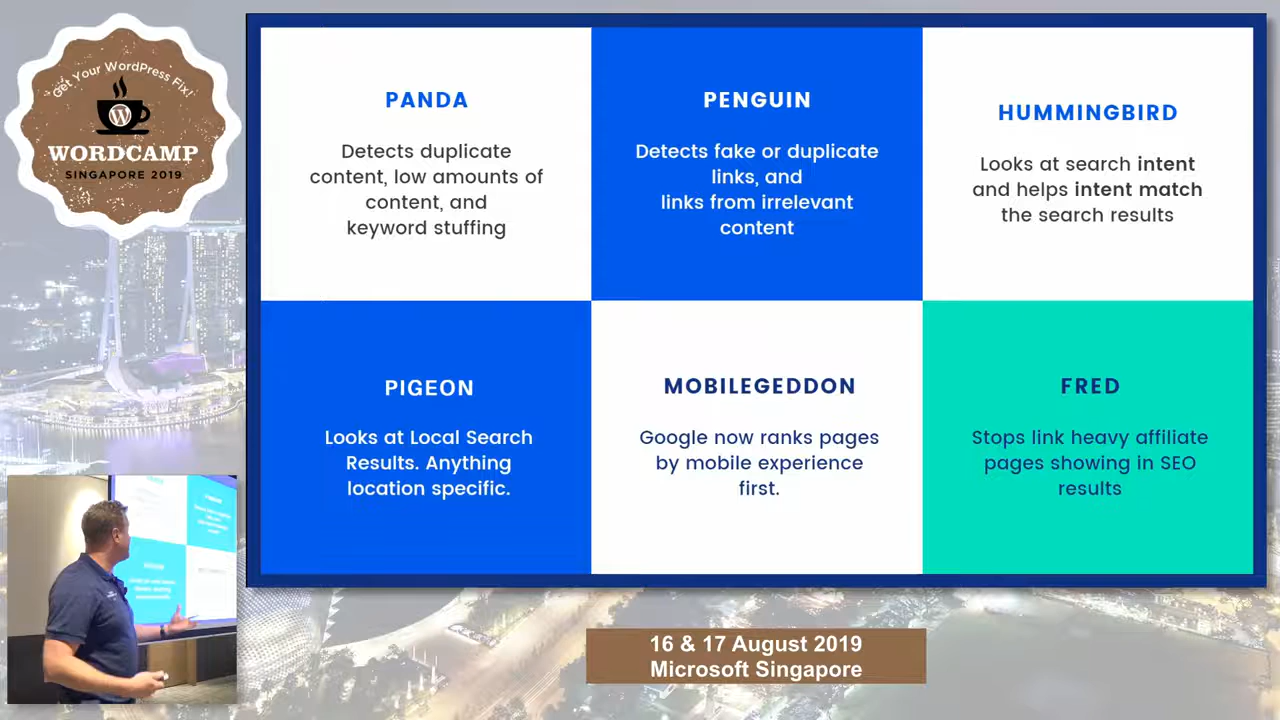 Get Your WordPress Fix!
W
WORDCAMP
SINGAPORE 2019
PANDA
Detects duplicate
content, low amounts of
content, and
keyword stuffing
PENGUIN
Detects fake or duplicate
links, and
links from irrelevant
content
HUMMINGBIRD
Looks at search intent
and helps intent match
the search results
PIGEON
Looks at Local Search
Results. Anything
location specific.
MOBILEGEDDON
Google now ranks pages
by mobile experience
first.
FRED
Stops link heavy affiliate
pages showing in SEO
results
16 & 17 August 2019
Microsoft Singapore